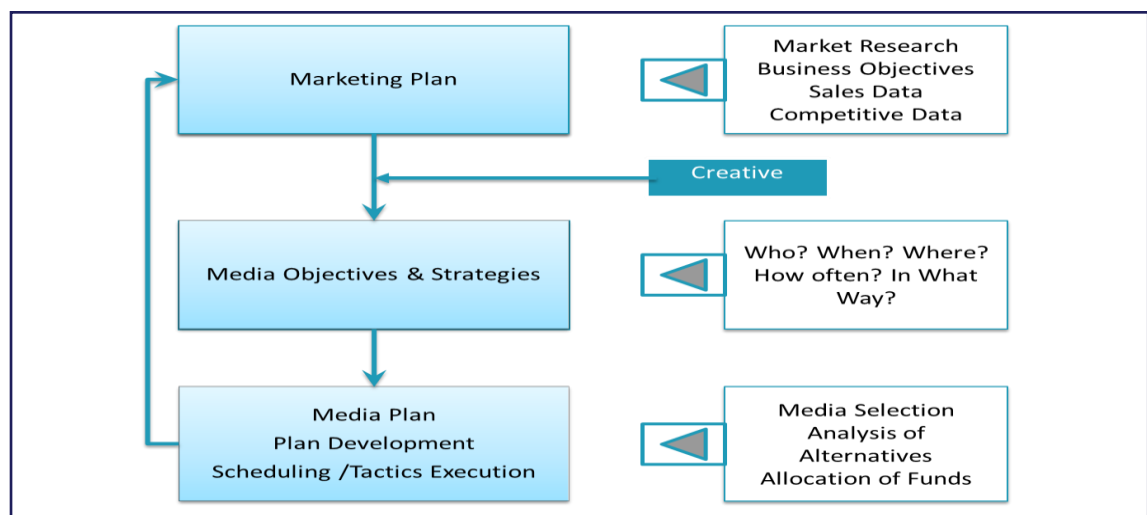 Marketing Plan
Market Research
Business Objectives
Sales Data
Competitive Data
Creative
Media Objectives & Strategies
Who? When? Where?
How often? In What
Way?
Media Plan
Plan Development
Scheduling /Tactics Execution
Media Selection
Analysis of
Alternatives
Allocation of Funds